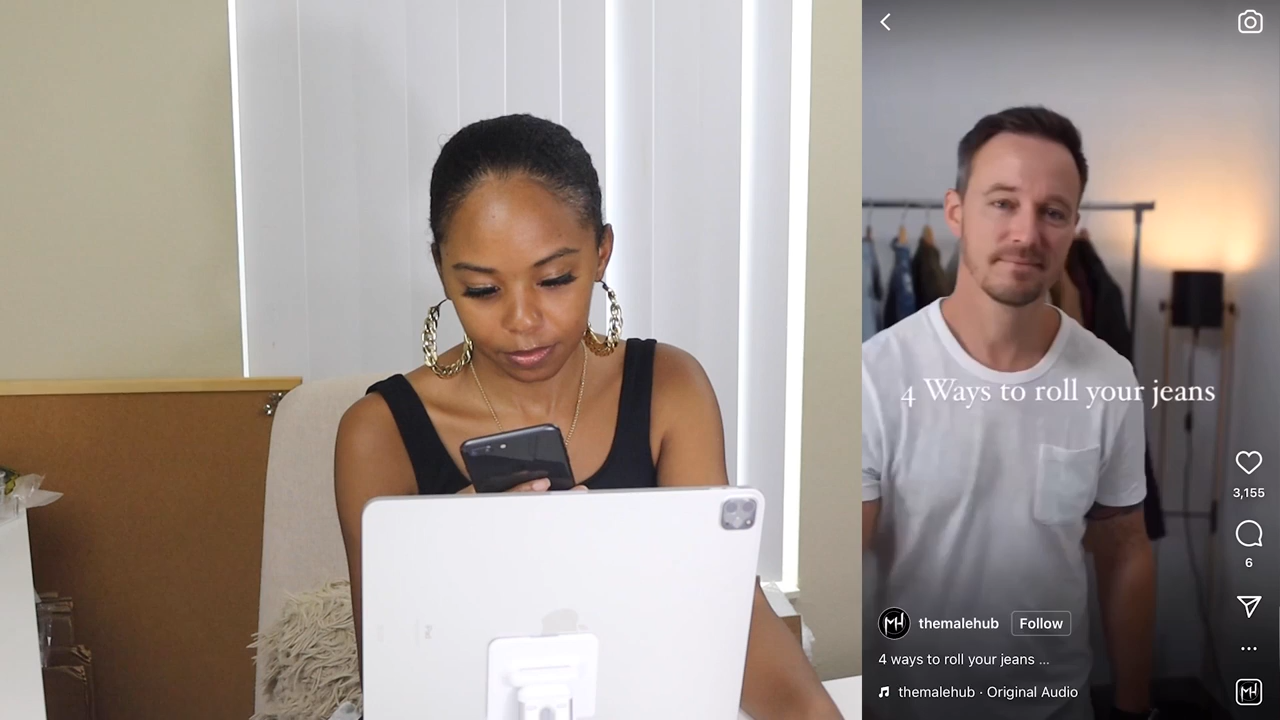 4 Ways to roll your jeans
3,155
6
MH
themalehub
Follow
4 ways to roll your jeans ...
themalehub · Original Audio
MH